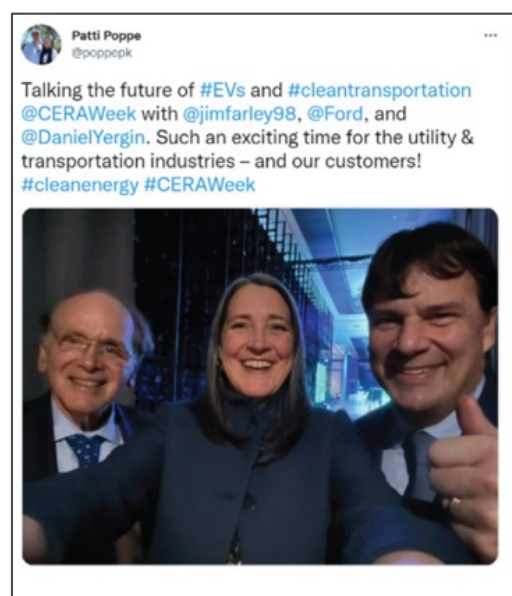 Patti Poppe
@poppepk
Talking the future of #EVs and #cleantransportation
@CERAWeek with @jimfarley98, @Ford, and
@DanielYergin. Such an exciting time for the utility &
transportation industries – and our customers!
#cleanenergy #CERAWeek